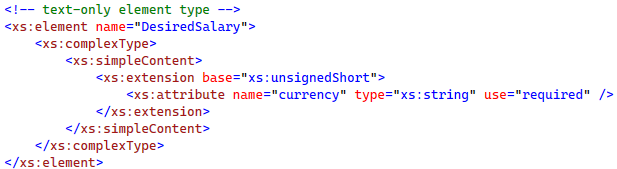 <!-- text-only element type -->
<xs:element name="DesiredSalary">
    <xs:complexType>
        <xs:simpleContent>
            <xs:extension base="xs:unsignedShort">
                <xs:attribute name="currency" type="xs:string" use="required" />
            </xs:extension>
        </xs:simpleContent>
    </xs:complexType>
</xs:element>